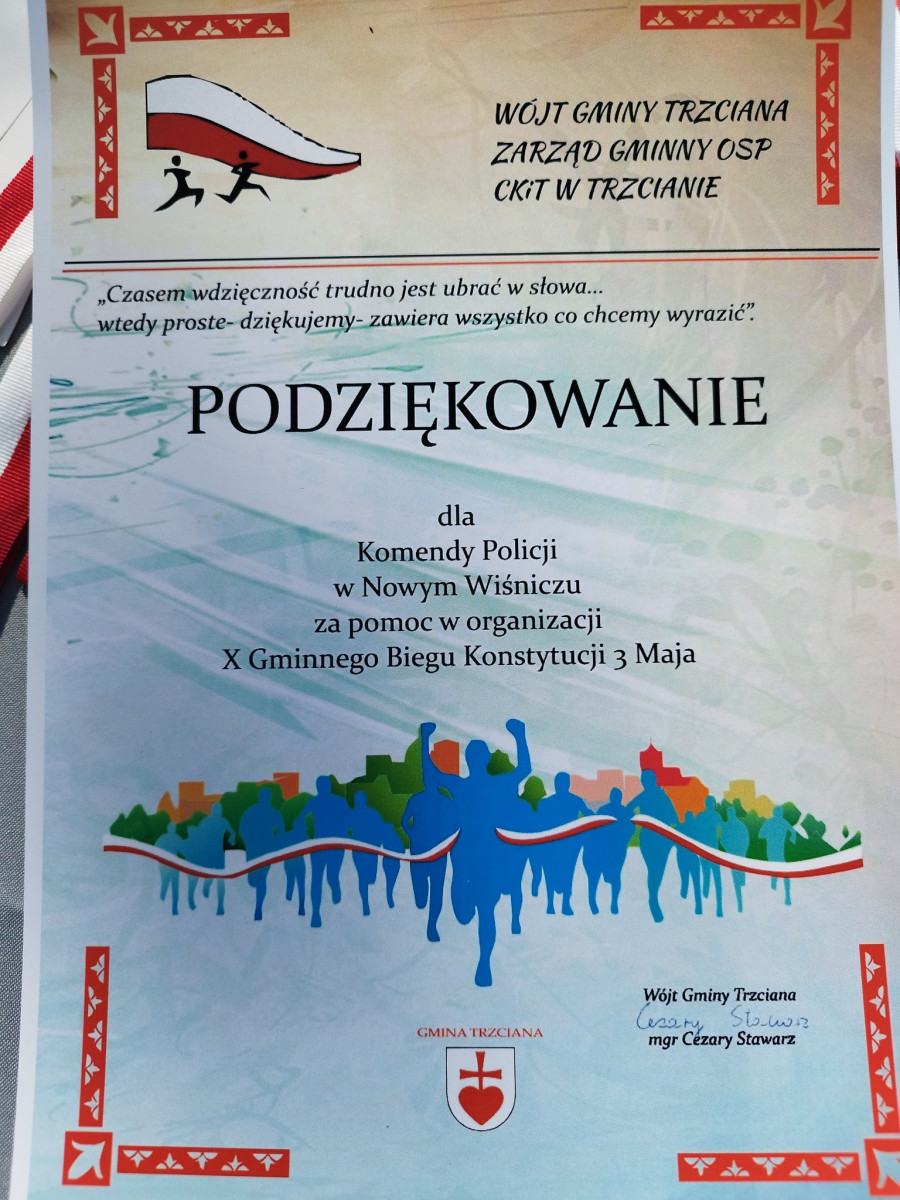 WÓJT GMINY TRZCIANA
ZARZĄD GMINNY OSP
CKiT W TRZCIANIE
„Czasem wdzięczność trudno jest ubrać w słowa...
wtedy proste- dziękujemy- zawiera wszystko co chcemy wyrazić”.
PODZIĘKOWANIE
dla
Komendy Policji
w Nowym Wiśniczu
za pomoc w organizacji
X Gminnego Biegu Konstytucji 3 Maja
Wójt Gminy Trzciana
Cezary Stawarz
mgr Cezary Stawarz
GMINA TRZCIANA